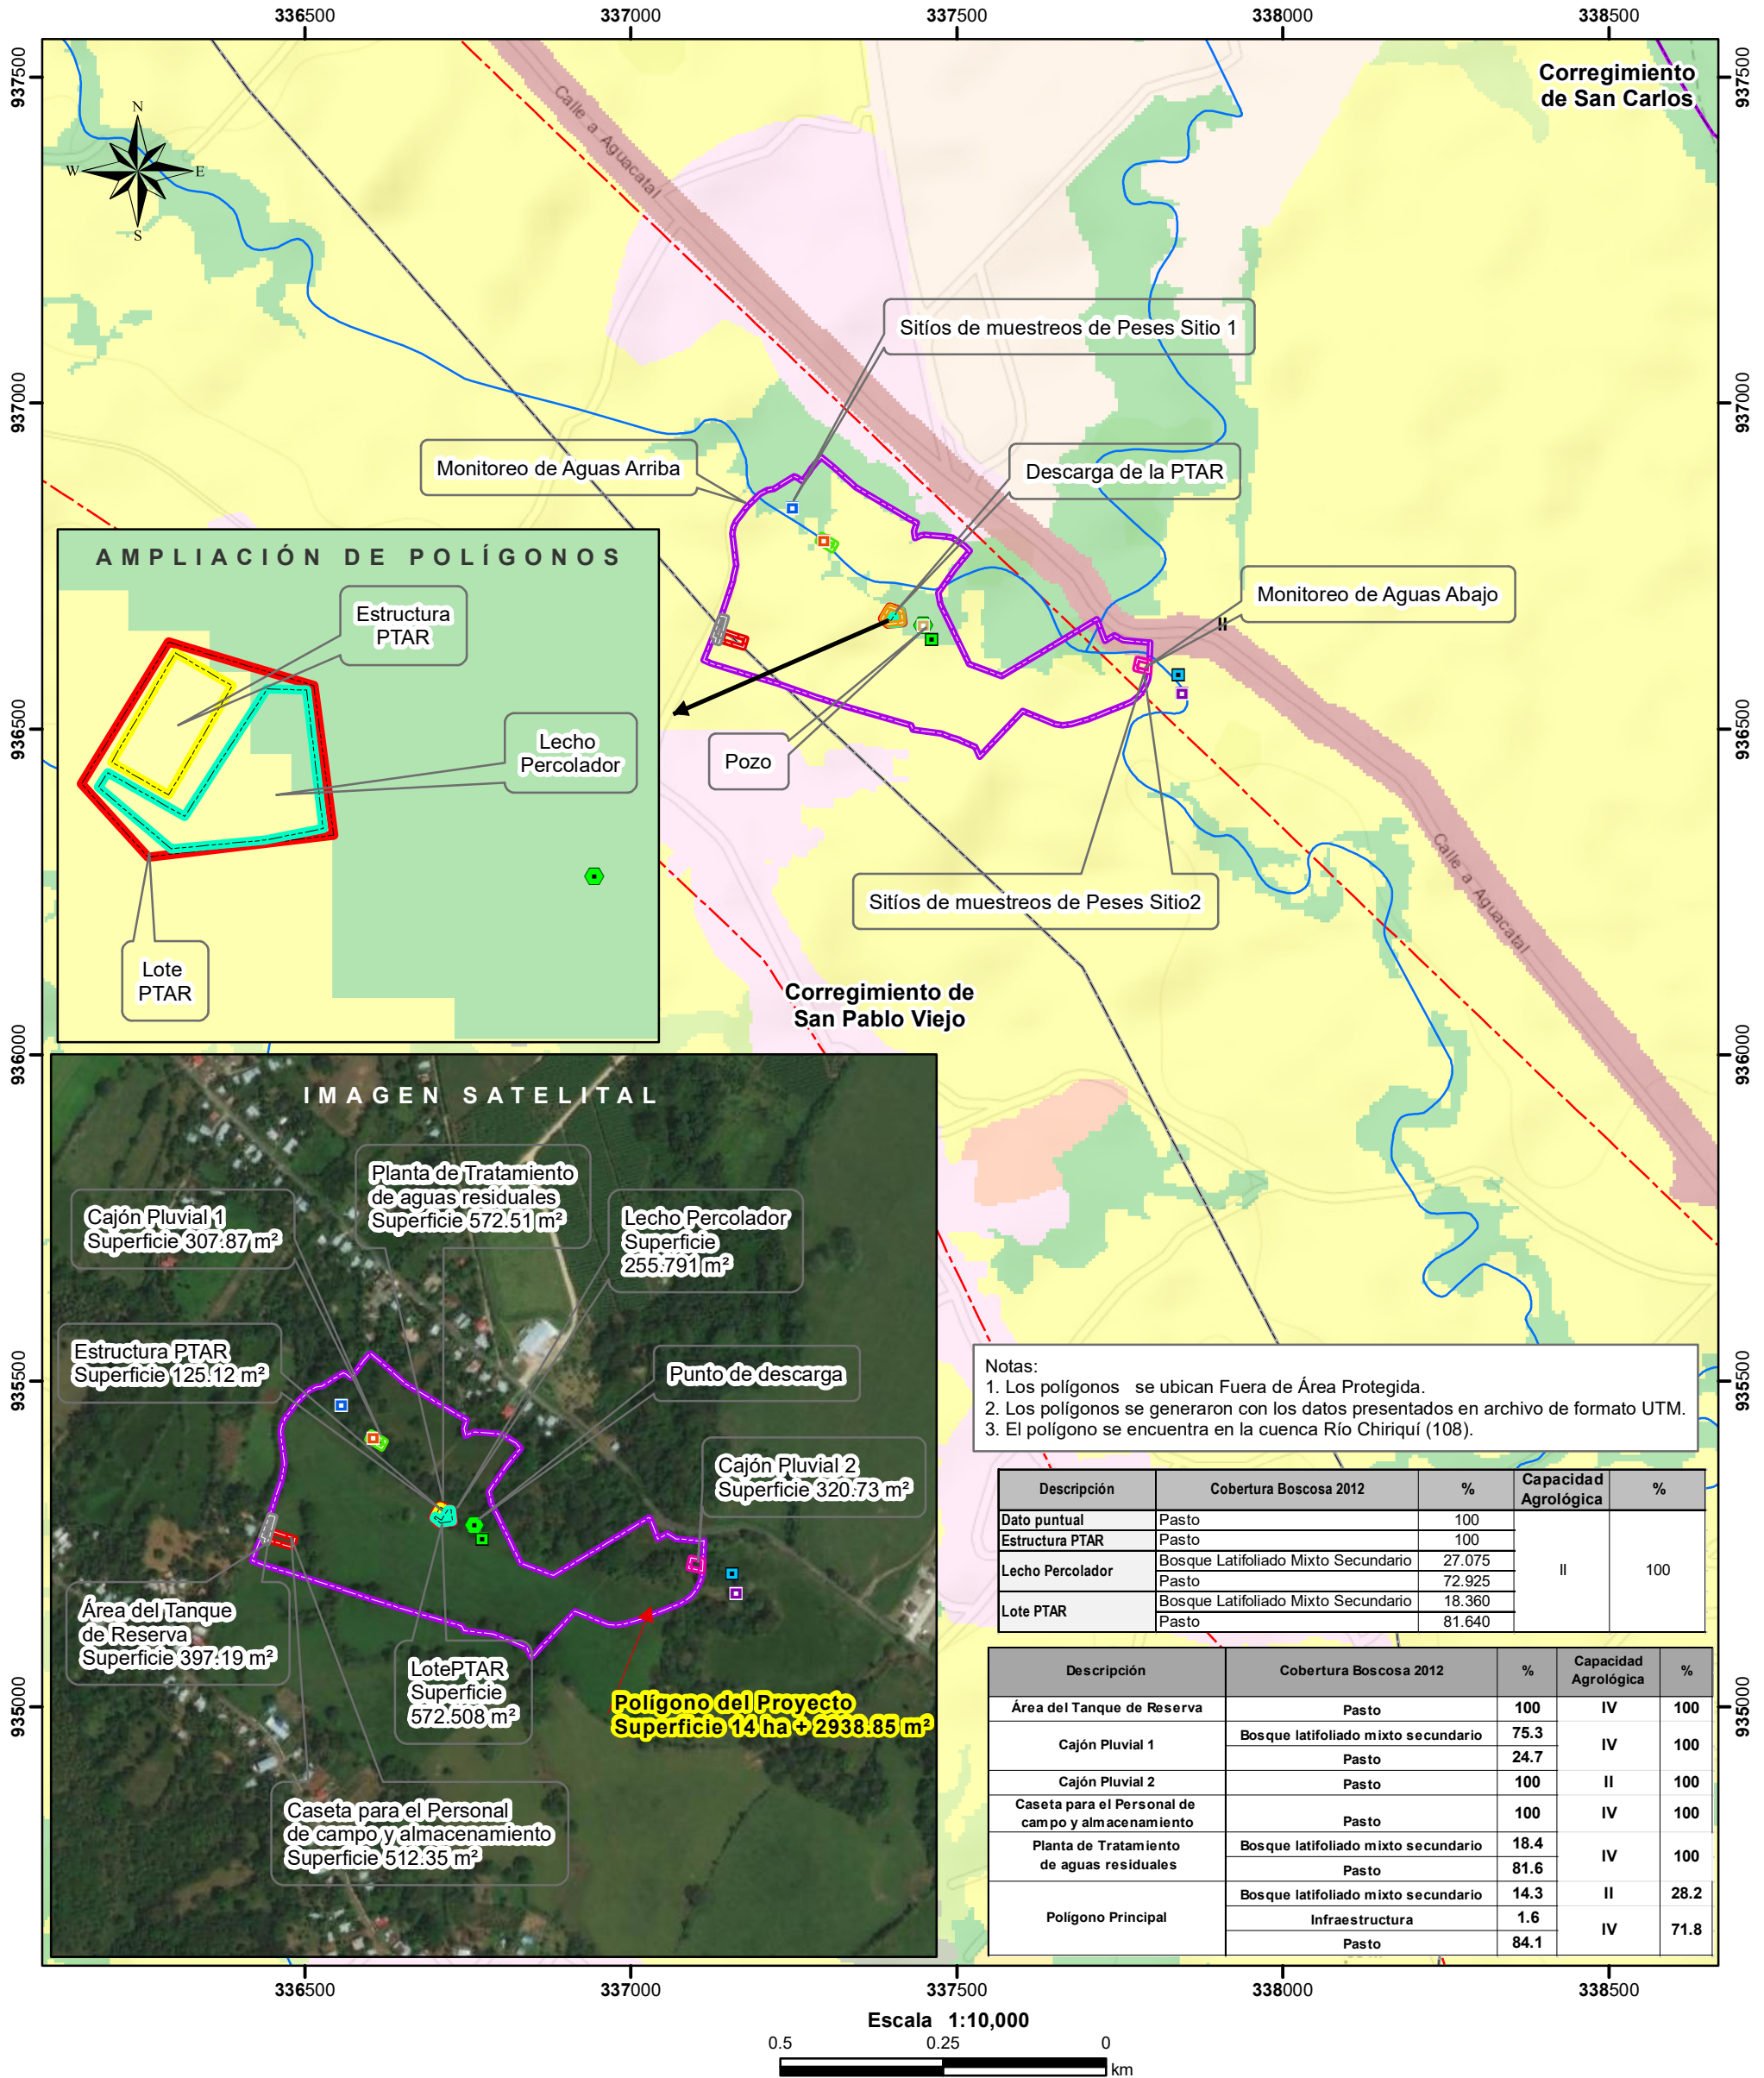 336500 337000 337500 338000 338500
937500 937000 936500 936000 935500 935000
937500 937000 936500 936000 935500 935000
N
W E
S
Corregimiento
de San Carlos
Calle a Aguacatal
Sitíos de muestreos de Peses Sitio 1
Monitoreo de Aguas Arriba
Descarga de la PTAR
Monitoreo de Aguas Abajo
Pozo
Sitíos de muestreos de Peses Sitio2
Calle a Aguacatal
Corregimiento de
San Pablo Viejo
AMPLIACIÓN DE POLÍGONOS
Estructura
PTAR
Lecho
Percolador
Lote
PTAR
IMAGEN SATELITAL
Planta de Tratamiento
de aguas residuales
Superficie 572.51 m²
Cajón Pluvial 1
Superficie 307.87 m²
Lecho Percolador
Superficie
255.791 m²
Estructura PTAR
Superficie 125.12 m²
Punto de descarga
Cajón Pluvial 2
Superficie 320.73 m²
Área del Tanque
de Reserva
Superficie 397.19 m²
LotePTAR
Superficie
572.508 m²
Polígono del Proyecto
Superficie 14 ha + 2938.85 m²
Caseta para el Personal
de campo y almacenamiento
Superficie 512.35 m²
Notas:
1. Los polígonos se ubican Fuera de Área Protegida.
2. Los polígonos se generaron con los datos presentados en archivo de formato UTM.
3. El polígono se encuentra en la cuenca Río Chiriquí (108).
Descripción Cobertura Boscosa 2012 % Capacidad Agrológica %
Dato puntual Pasto 100 II 100
Estructura PTAR Pasto 100
Lecho Percolador Bosque Latifoliado Mixto Secundario 27.075
Pasto 72.925
Lote PTAR Bosque Latifoliado Mixto Secundario 18.360
Pasto 81.640
Descripción Cobertura Boscosa 2012 % Capacidad Agrológica %
Área del Tanque de Reserva Pasto 100 IV 100
Cajón Pluvial 1 Bosque latifoliado mixto secundario 75.3 IV 100
Pasto 24.7
Cajón Pluvial 2 Pasto 100 II 100
Caseta para el Personal de
campo y almacenamiento Pasto 100 IV 100
Planta de Tratamiento
de aguas residuales Bosque latifoliado mixto secundario 18.4 IV 100
Pasto 81.6
Polígono Principal Bosque latifoliado mixto secundario 14.3 II 28.2
Infraestructura 1.6 IV 71.8
Pasto 84.1
336500 337000 337500 338000 338500
Escala 1:10,000
0.5 0.25 0
km